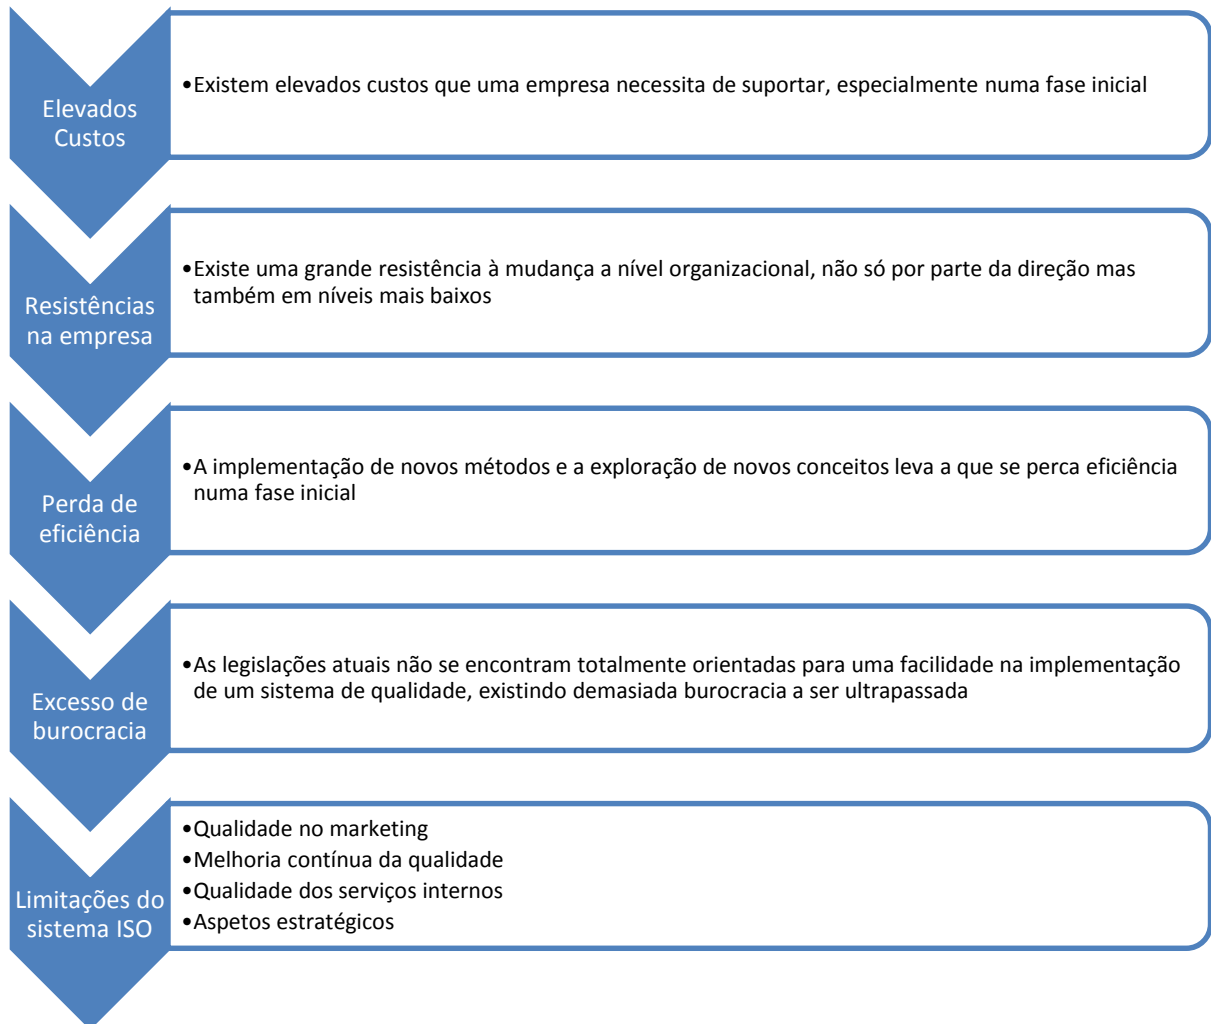 Elevados
Custos
•Existem elevados custos que uma empresa necessita de suportar, especialmente numa fase inicial
Resistências
na empresa
•Existe uma grande resistência à mudança a nível organizacional, não só por parte da direção mas
também em níveis mais baixos
Perda de
eficiência
•A implementação de novos métodos e a exploração de novos conceitos leva a que se perca eficiência
numa fase inicial
Excesso de
burocracia
•As legislações atuais não se encontram totalmente orientadas para uma facilidade na implementação
de um sistema de qualidade, existindo demasiada burocracia a ser ultrapassada
Limitações do
sistema ISO
•Qualidade no marketing
•Melhoria contínua da qualidade
•Qualidade dos serviços internos
•Aspetos estratégicos